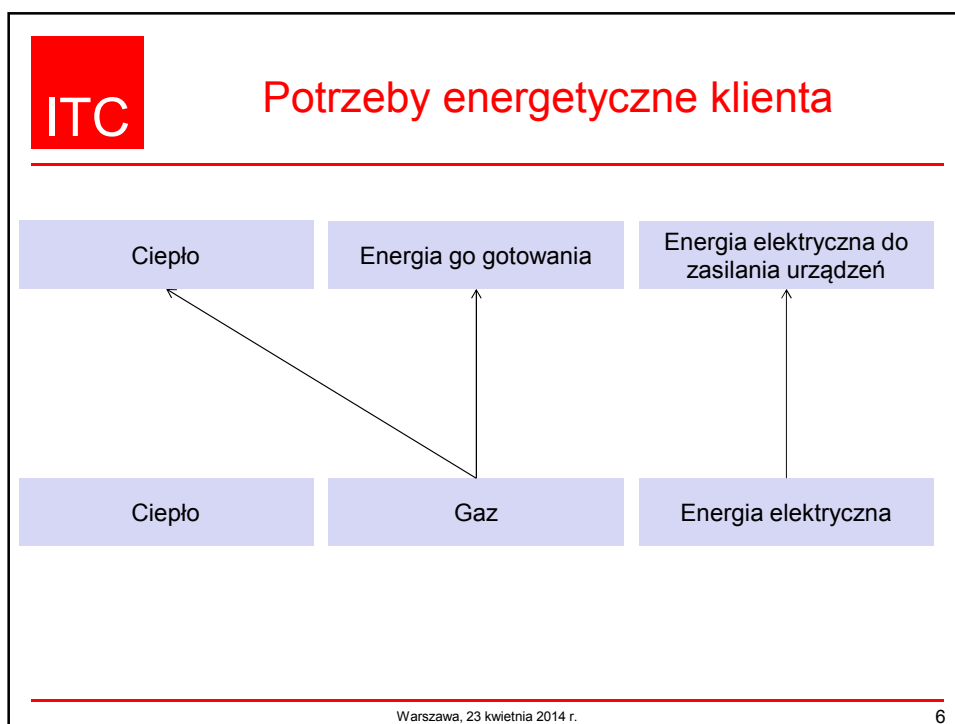 ITC
Potrzeby energetyczne klienta
Ciepło
Energia go gotowania
Energia elektryczna do
zasilania urządzeń
Ciepło
Gaz
Energia elektryczna
Warszawa, 23 kwietnia 2014 r.
6